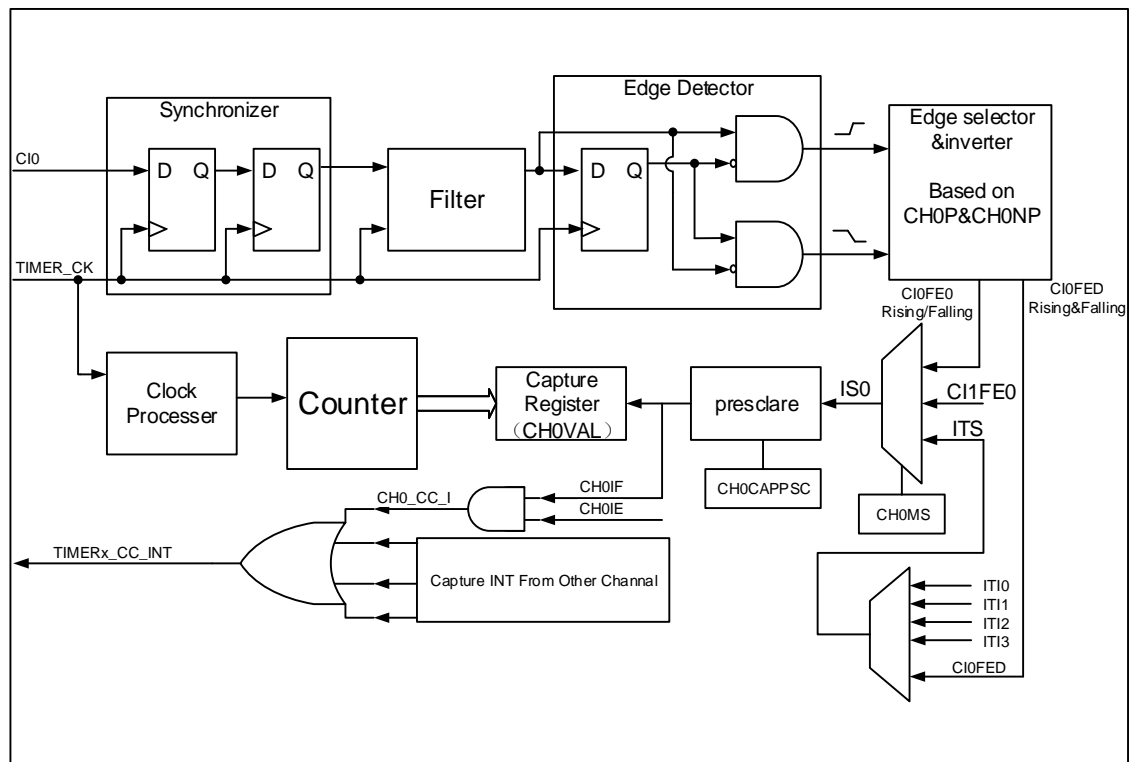 Synchronizer
Edge Detector
Edge selector
&inverter
Based on
CH0P&CH0NP
CI0
D Q
D Q
Filter
D Q
TIMER_CK
CI0FE0
Rising/Falling
CI0FED
Rising&Falling
Clock
Processer
Counter
Capture
Register
（CH0VAL）
presclare
IS0
CI1FE0
ITS
CH0CAPPSC
CH0MS
CH0_CC_I
CH0IF
CH0IE
TIMERx_CC_INT
Capture INT From Other Channel
ITI0
ITI1
ITI2
ITI3
CI0FED